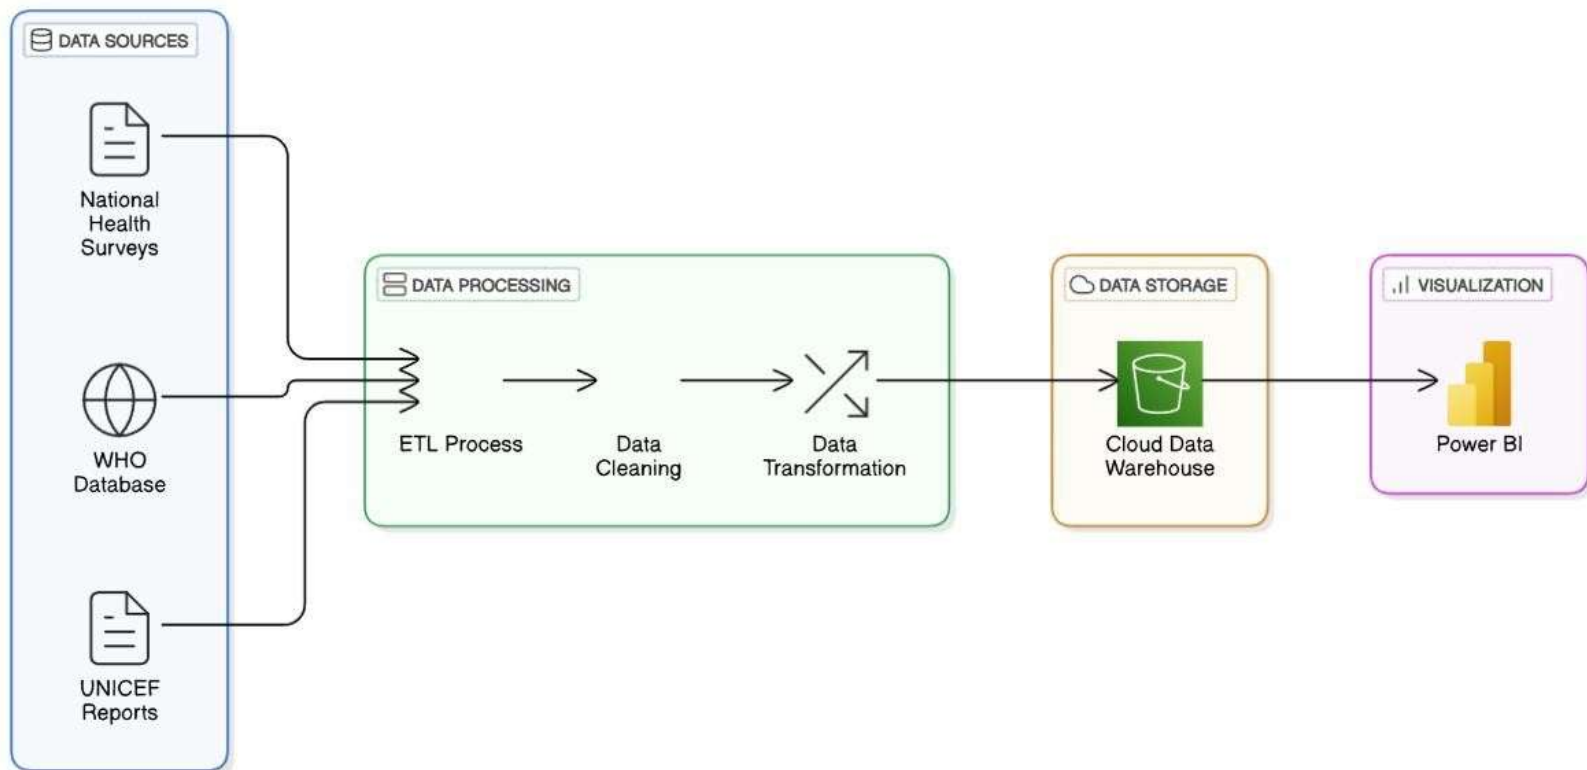 DATA SOURCES
National
Health
Surveys
WHO
Database
UNICEF
Reports
DATA PROCESSING
ETL Process
Data
Cleaning
Data
Transformation
DATA STORAGE
Cloud Data
Warehouse
VISUALIZATION
Power BI